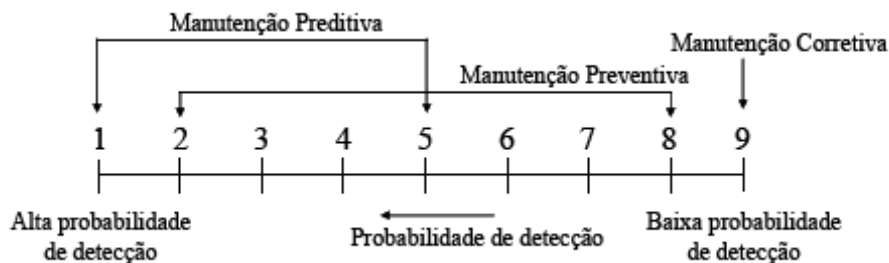 Manutenção Preditiva
Manutenção Corretiva
Manutenção Preventiva
1 2 3 4 5 6 7 8 9
Alta probabilidade
de detecção
Probabilidade de detecção
Baixa probabilidade
de detecção